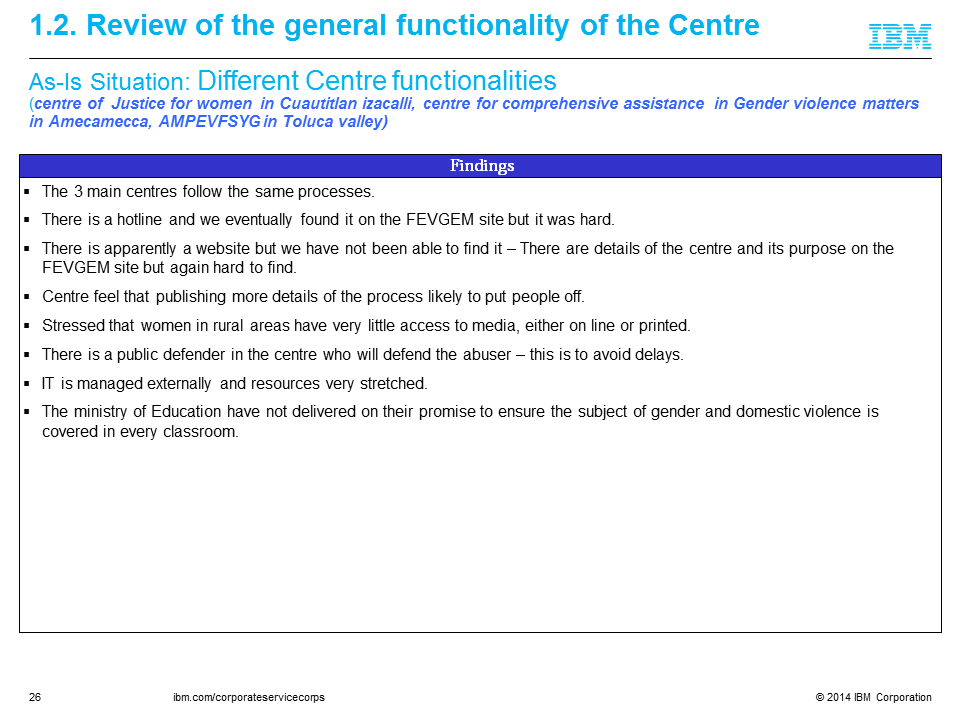 1.2. Review of the general functionality of the Centre
IBM
As-Is Situation: Different Centre functionalities
(centre of Justice for women in Cuautitlan izacalli, centre for comprehensive assistance in Gender violence matters
in Amecamecca, AMPEVFSYG in Toluca valley)
Findings
▪ The 3 main centres follow the same processes.
▪ There is a hotline and we eventually found it on the FEVGEM site but it was hard.
▪ There is apparently a website but we have not been able to find it – There are details of the centre and its purpose on the
FEVGEM site but again hard to find.
▪ Centre feel that publishing more details of the process likely to put people off.
▪ Stressed that women in rural areas have very little access to media, either on line or printed.
▪ There is a public defender in the centre who will defend the abuser – this is to avoid delays.
▪ IT is managed externally and resources very stretched.
▪ The ministry of Education have not delivered on their promise to ensure the subject of gender and domestic violence is
covered in every classroom.
26 ibm.com/corporateservicecorps © 2014 IBM Corporation